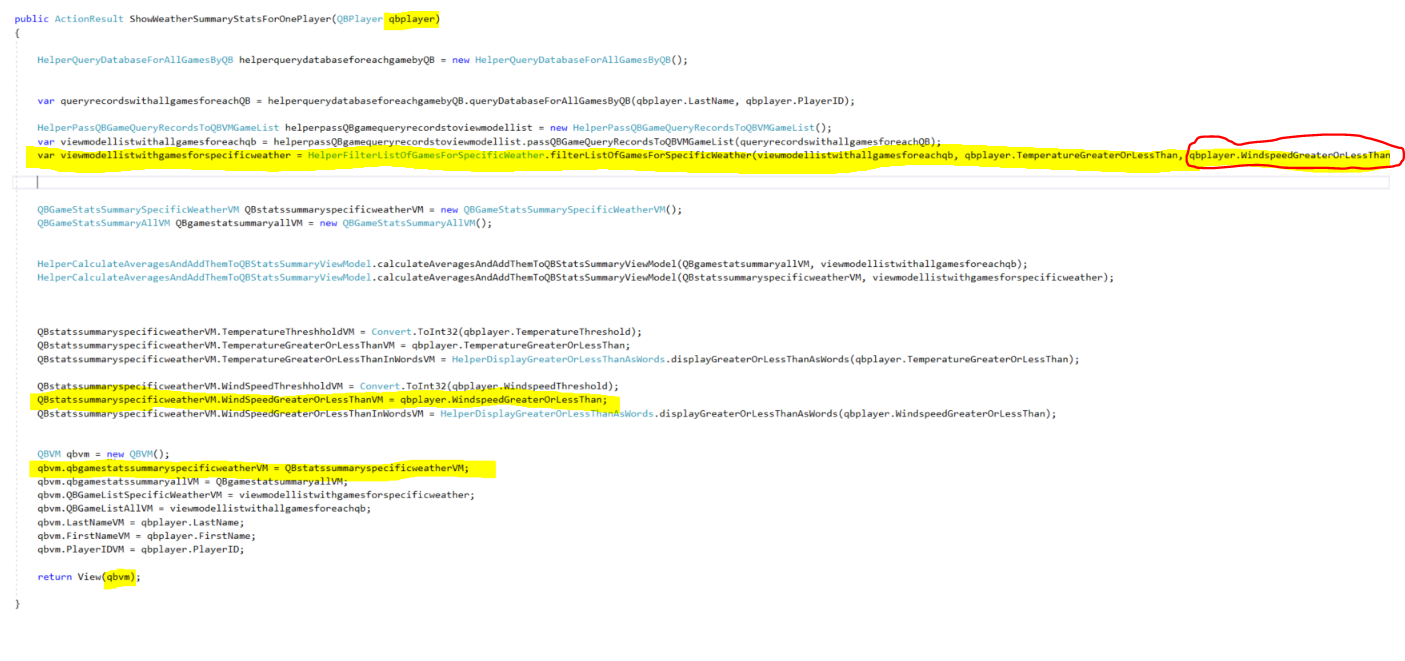 public ActionResult ShowWeatherSummaryStatsForOnePlayer(QBPlayer qbplayer)
{
HelperQueryDatabaseForAllGamesByQB helperquerydatabaseforeachgamebyQB = new HelperQueryDatabaseForAllGamesByQB();
var queryrecordswithallgamesforeachQB = helperquerydatabaseforeachgamebyQB.queryDatabaseForAllGamesByQB(qbplayer.LastName, qbplayer.PlayerID);
HelperPassQBGameQueryRecordsToQBVMGameList helperpassQBgamequeryrecordstoviewmodellist = new HelperPassQBGameQueryRecordsToQBVMGameList();
var viewmodellistwithallgamesforeachqb = helperpassQBgamequeryrecordstoviewmodellist.passQBGameQueryRecordsToQBVMGameList(queryrecordswithallgamesforeachQB);
var viewmodellistwithgamesforspecificweather = HelperFilterListOfGamesForSpecificWeather.filterListOfGamesForSpecificWeather(viewmodellistwithallgamesforeachqb, qbplayer.TemperatureGreaterOrLessThan, qbplayer.WindspeedGreaterOrLessThan
QBGameStatsSummarySpecificWeatherVM QBstatssummaryspecificweatherVM = new QBGameStatsSummarySpecificWeatherVM();
QBGameStatsSummaryAllVM QBgamestatsummaryallVM = new QBGameStatsSummaryAllVM();
HelperCalculateAveragesAndAddThemToQBStatsSummaryViewModel.calculateAveragesAndAddThemToQBStatsSummaryViewModel(QBgamestatsummaryallVM, viewmodellistwithallgamesforeachqb);
HelperCalculateAveragesAndAddThemToQBStatsSummaryViewModel.calculateAveragesAndAddThemToQBStatsSummaryViewModel(QBstatssummaryspecificweatherVM, viewmodellistwithgamesforspecificweather);
QBstatssummaryspecificweatherVM.TemperatureThreshholdVM = Convert.ToInt32(qbplayer.TemperatureThreshold);
QBstatssummaryspecificweatherVM.TemperatureGreaterOrLessThanVM = qbplayer.TemperatureGreaterOrLessThan;
QBstatssummaryspecificweatherVM.TemperatureGreaterOrLessThanInWordsVM = HelperDisplayGreaterOrLessThanAsWords.displayGreaterOrLessThanAsWords(qbplayer.TemperatureGreaterOrLessThan);
QBstatssummaryspecificweatherVM.WindSpeedThreshholdVM = Convert.ToInt32(qbplayer.WindspeedThreshold);
QBstatssummaryspecificweatherVM.WindSpeedGreaterOrLessThanVM = qbplayer.WindspeedGreaterOrLessThan;
QBstatssummaryspecificweatherVM.WindSpeedGreaterOrLessThanInWordsVM = HelperDisplayGreaterOrLessThanAsWords.displayGreaterOrLessThanAsWords(qbplayer.WindspeedGreaterOrLessThan);
QBVM qbvm = new QBVM();
qbvm.qbgamestatssummaryspecificweatherVM = QBstatssummaryspecificweatherVM;
qbvm.qbgamestatssummaryallVM = QBgamestatsummaryallVM;
qbvm.QBGameListSpecificWeatherVM = viewmodellistwithgamesforspecificweather;
qbvm.QBGameListAllVM = viewmodellistwithallgamesforeachqb;
qbvm.LastNameVM = qbplayer.LastName;
qbvm.FirstNameVM = qbplayer.FirstName;
qbvm.PlayerIDVM = qbplayer.PlayerID;
return View(qbvm);
}